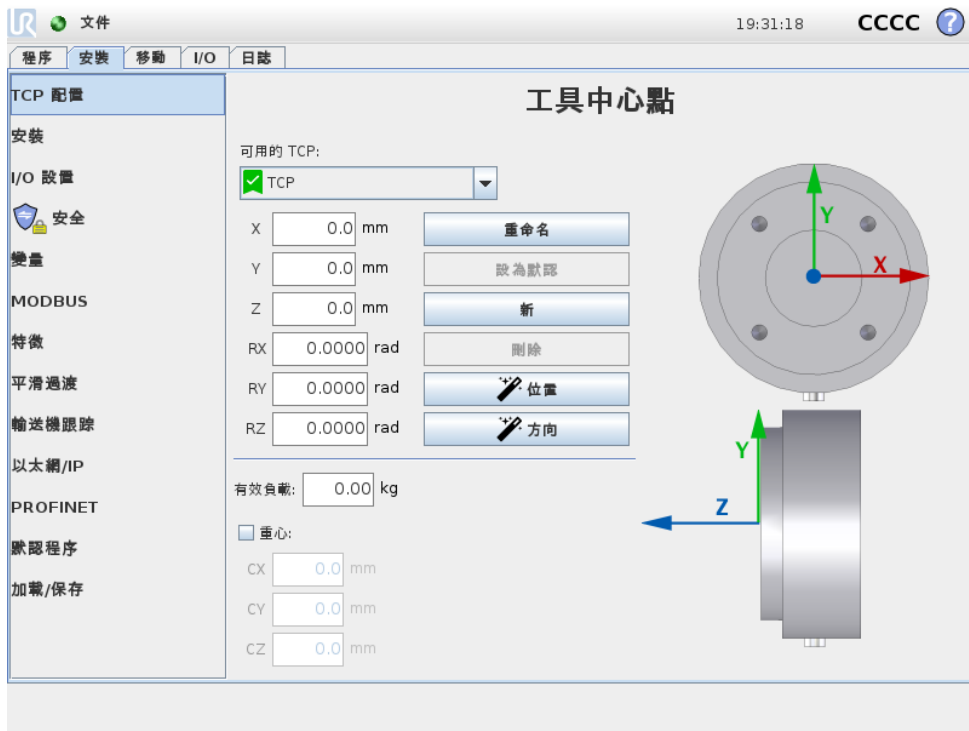 UR 文件 19:31:18 CCCC ?
程序 安裝 移動 I/O 日誌
TCP 配置
安裝
I/O 設置
安全
變量
MODBUS
特徵
平滑過渡
輸送機跟踪
以太網/IP
PROFINET
默認程序
加載/保存
工具中心點
可用的 TCP:
TCP
X 0.0 mm 重命名
Y 0.0 mm 設為默認
Z 0.0 mm 新
RX 0.0000 rad 刪除
RY 0.0000 rad 位置
RZ 0.0000 rad 方向
有效負載: 0.00 kg
重心:
CX 0.0 mm
CY 0.0 mm
CZ 0.0 mm
Y
X
Y
Z